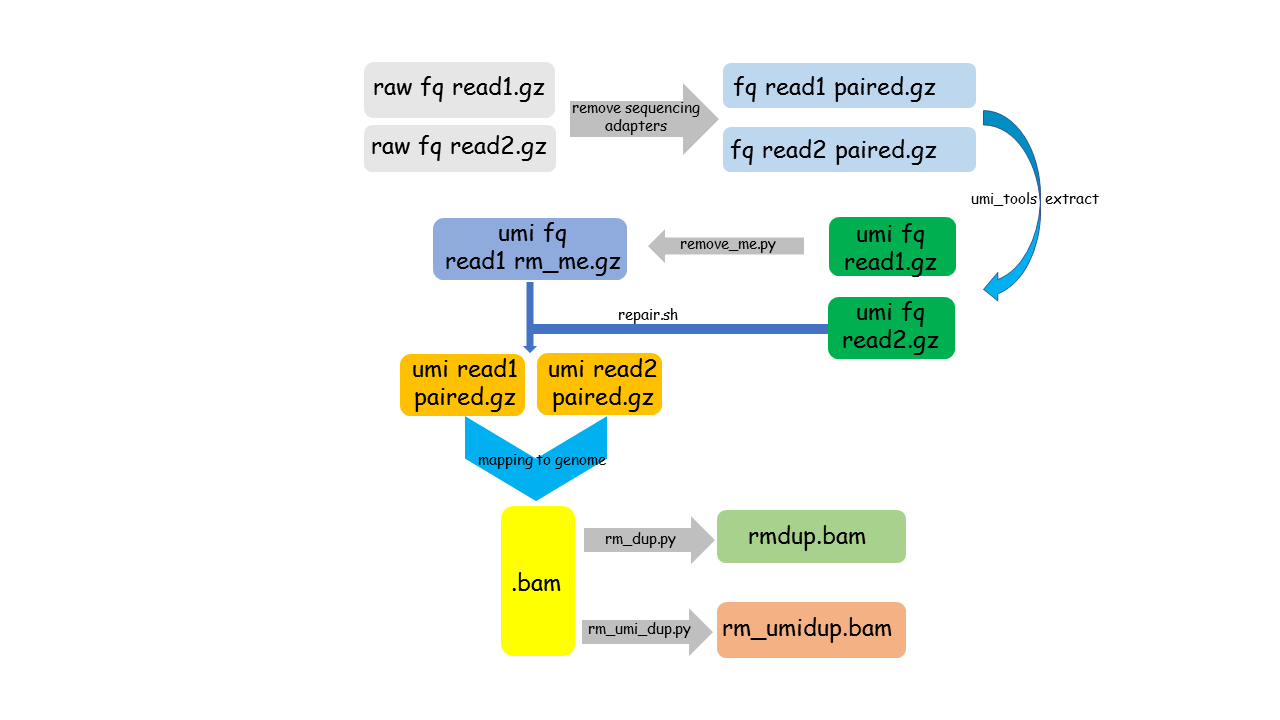 raw fq read1.gz
raw fq read2.gz
remove sequencing
adapters
fq read1 paired.gz
fq read2 paired.gz
umi_tools extract
umi fq
read1.gz
remove_me.py
umi fq
read1 rm_me.gz
umi fq
read2.gz
repair.sh
umi read1
paired.gz
umi read2
paired.gz
mapping to genome
.bam
rm_dup.py
rmdup.bam
rm_umi_dup.py
rm_umidup.bam